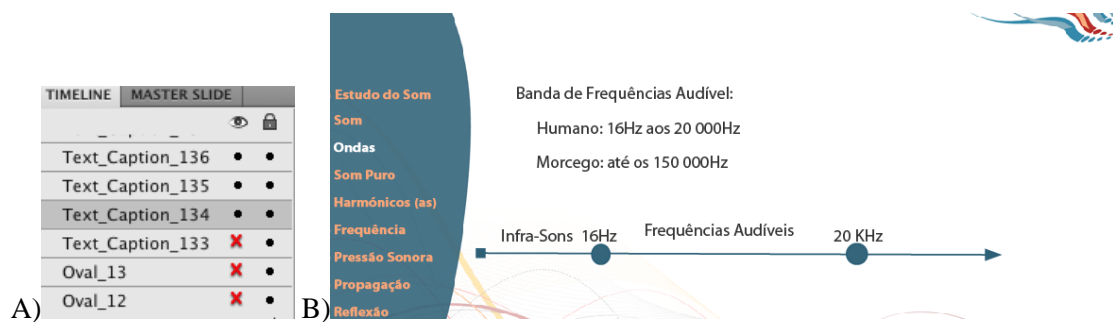 TIMELINE MASTER SLIDE
Text_Caption_136
Text_Caption_135
Text_Caption_134
Text_Caption_133
Oval_13
Oval_12
A)
B)
Estudo do Som
Som
Ondas
Som Puro
Harmónicos (as)
Frequência
Pressão Sonora
Propagação
Reflexão
Banda de Frequências Audível:
Humano: 16Hz aos 20 000Hz
Morcego: até os 150 000Hz
Infra-Sons 16Hz Frequências Audíveis 20 KHz